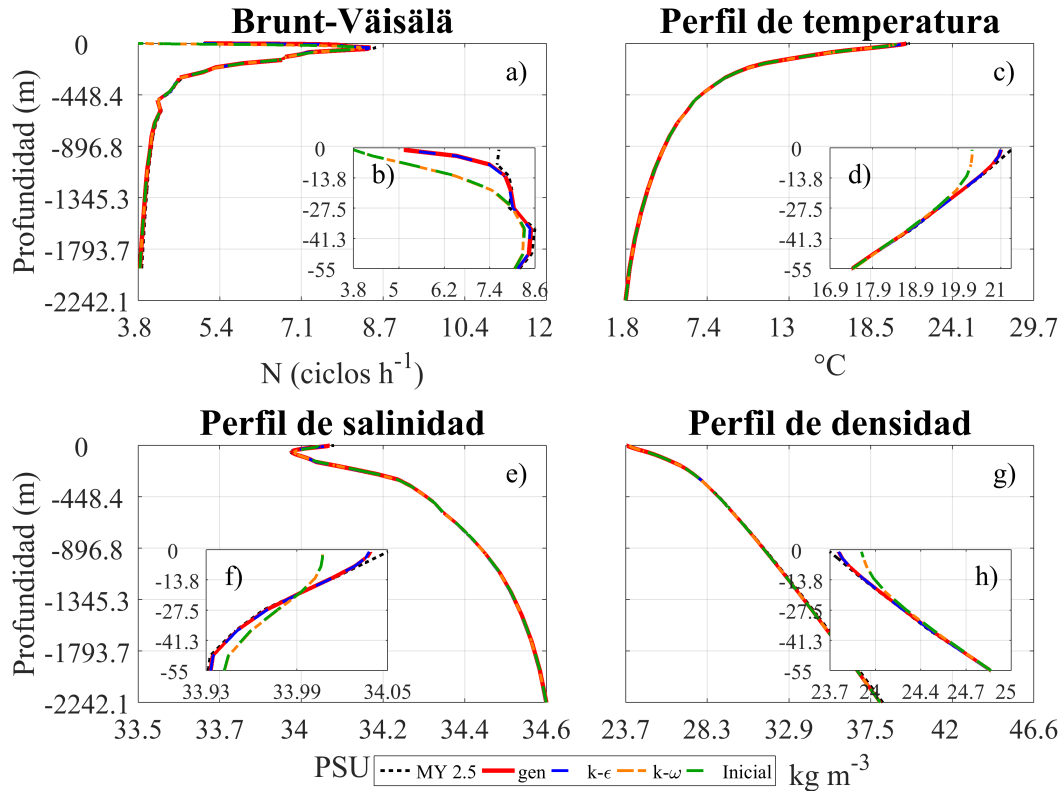 Brunt-Väisälä
Perfil de temperatura
Profundidad (m)
0
-448.4
-896.8
-1345.3
-1793.7
-2242.1
a)
b)
0
-13.8
-27.5
-41.3
-55
3.8 5 6.2 7.4 8.6
3.8 5.4 7.1 8.7 10.4 12
N (ciclos h⁻¹)
c)
d)
0
-13.8
-27.5
-41.3
-55
16.9 17.9 18.9 19.9 21
1.8 7.4 13 18.5 24.1 29.7
°C
Perfil de salinidad
Perfil de densidad
Profundidad (m)
0
-448.4
-896.8
-1345.3
-1793.7
-2242.1
e)
f)
0
-13.8
-27.5
-41.3
-55
33.93 33.99 34.05
33.5 33.7 34 34.2 34.4 34.6
PSU
g)
h)
0
-13.8
-27.5
-41.3
-55
23.7 24 24.4 24.7 25
23.7 28.3 32.9 37.5 42 46.6
MY 2.5 gen k-ϵ k-ω Inicial
kg m⁻³